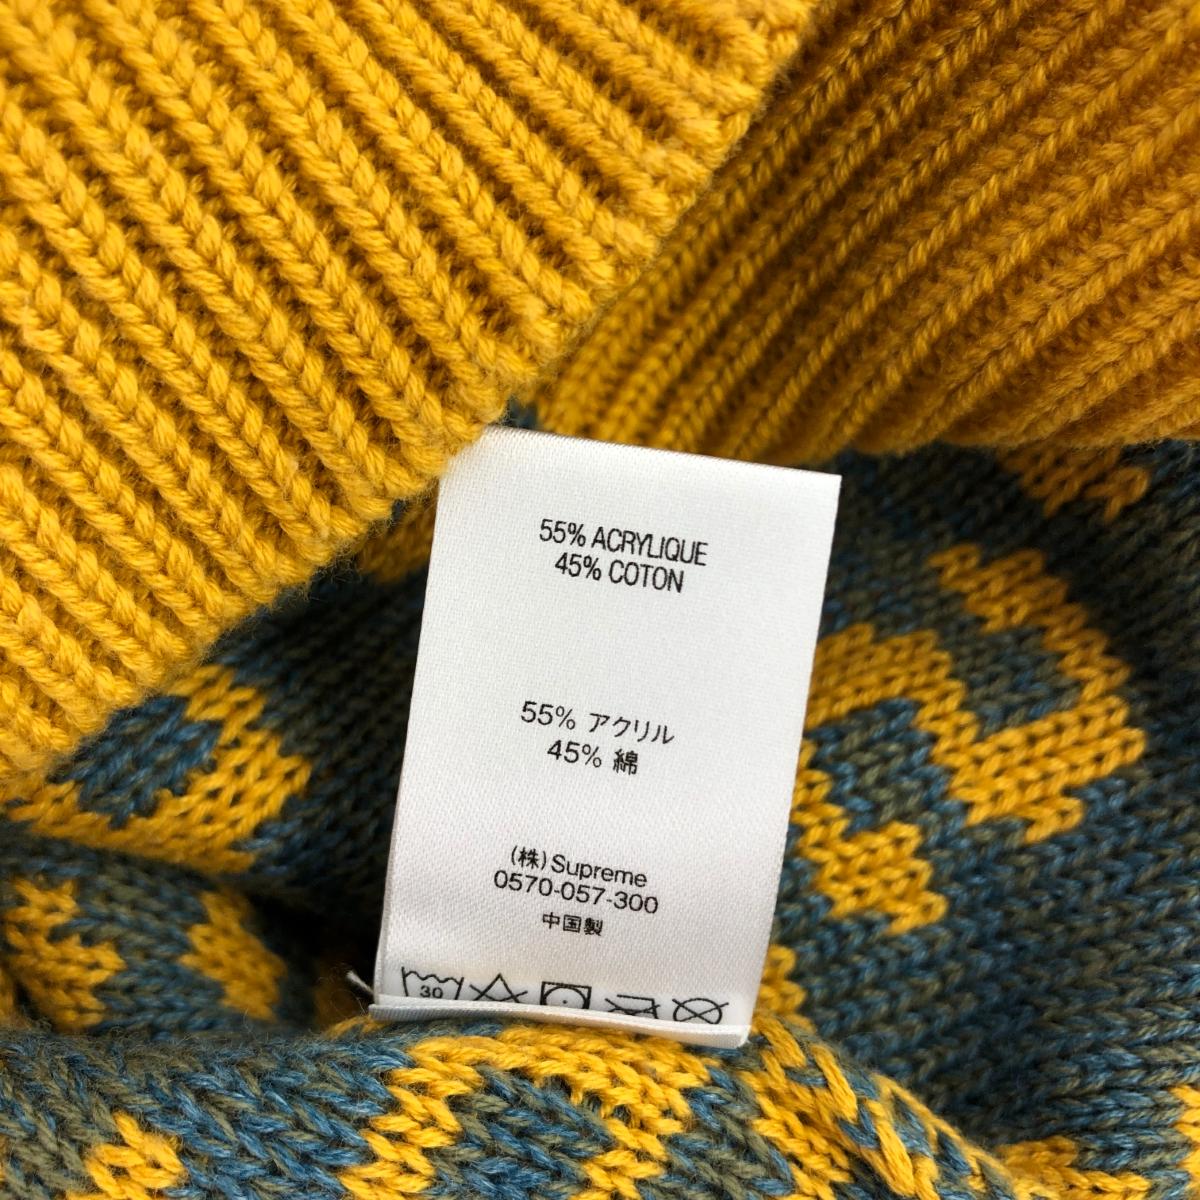 55% ACRYLIQUE
45% COTON
55% アクリル
45% 綿
(株)Supreme
0570-057-300
中国製
30